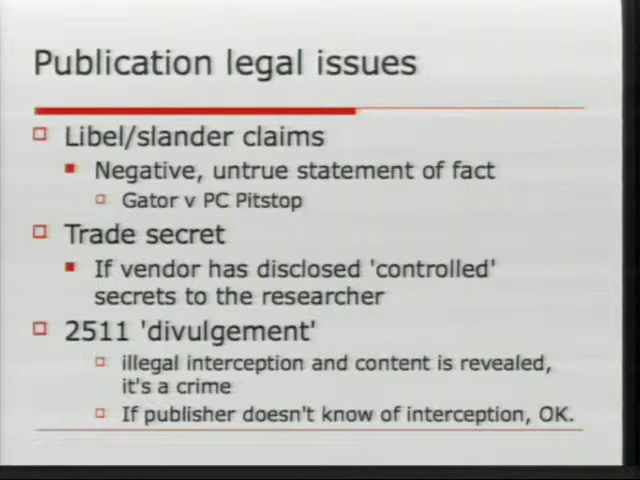 Publication legal issues
Libel/slander claims
Negative, untrue statement of fact
Gator v PC Pitstop
Trade secret
If vendor has disclosed 'controlled'
secrets to the researcher
2511 'divulgement'
illegal interception and content is revealed,
it's a crime
If publisher doesn't know of interception, OK.